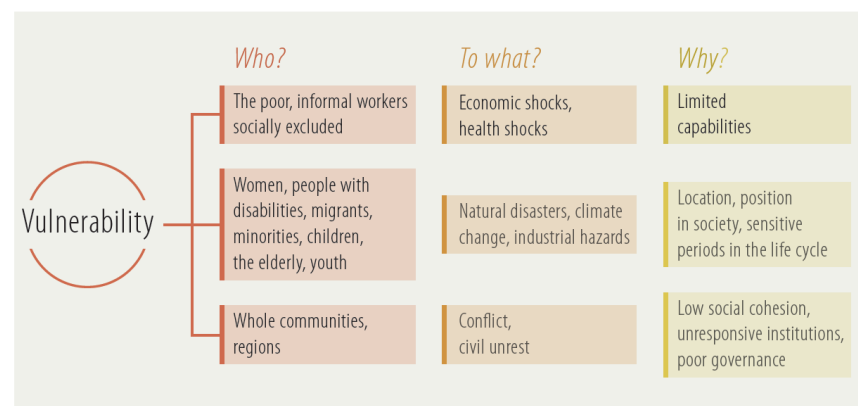 Who?
To what?
Why?
Vulnerability
The poor, informal workers
socially excluded
Economic shocks,
health shocks
Limited
capabilities
Women, people with
disabilities, migrants,
minorities, children,
the elderly, youth
Natural disasters, climate
change, industrial hazards
Location, position
in society, sensitive
periods in the life cycle
Whole communities,
regions
Conflict,
civil unrest
Low social cohesion,
unresponsive institutions,
poor governance